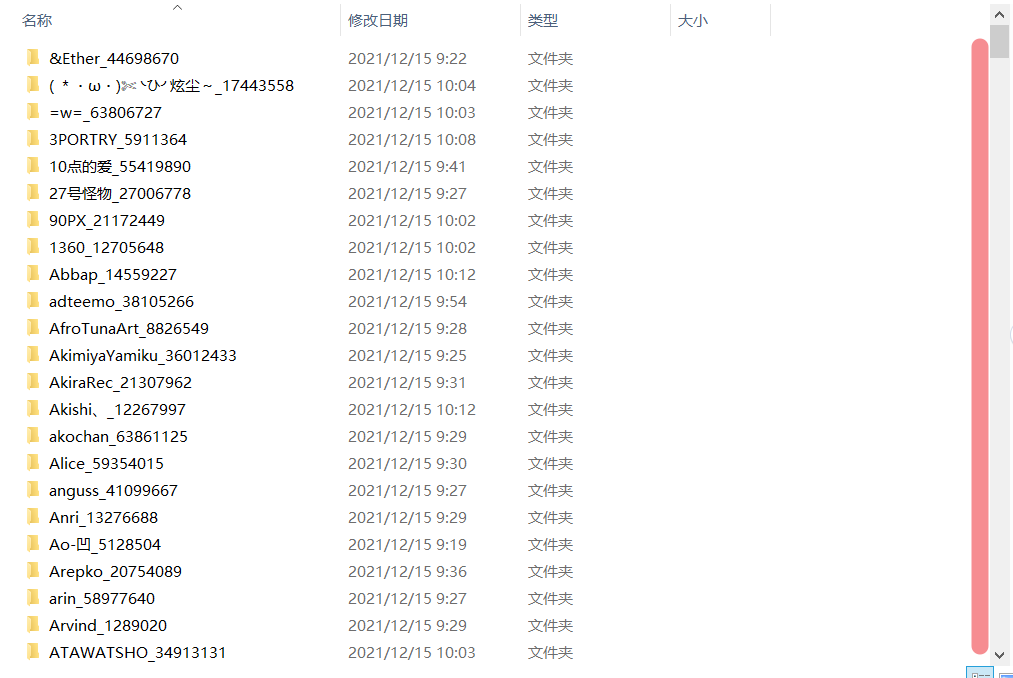 名称 修改日期 类型 大小
&Ether_44698670 2021/12/15 9:22 文件夹
( *・ω・)✄╰ひ╯炫尘～_17443558 2021/12/15 10:04 文件夹
=w=_63806727 2021/12/15 10:03 文件夹
3PORTRY_5911364 2021/12/15 10:08 文件夹
10点的爱_55419890 2021/12/15 9:41 文件夹
27号怪物_27006778 2021/12/15 9:27 文件夹
90PX_21172449 2021/12/15 10:02 文件夹
1360_12705648 2021/12/15 10:02 文件夹
Abbap_14559227 2021/12/15 10:12 文件夹
adteemo_38105266 2021/12/15 9:54 文件夹
AfroTunaArt_8826549 2021/12/15 9:28 文件夹
AkimiyaYamiku_36012433 2021/12/15 9:25 文件夹
AkiraRec_21307962 2021/12/15 9:31 文件夹
Akishi、_12267997 2021/12/15 10:12 文件夹
akochan_63861125 2021/12/15 9:29 文件夹
Alice_59354015 2021/12/15 9:30 文件夹
anguss_41099667 2021/12/15 9:27 文件夹
Anri_13276688 2021/12/15 9:29 文件夹
Ao-凹_5128504 2021/12/15 9:19 文件夹
Arepko_20754089 2021/12/15 9:36 文件夹
arin_58977640 2021/12/15 9:27 文件夹
Arvind_1289020 2021/12/15 9:29 文件夹
ATAWATSHO_34913131 2021/12/15 10:03 文件夹